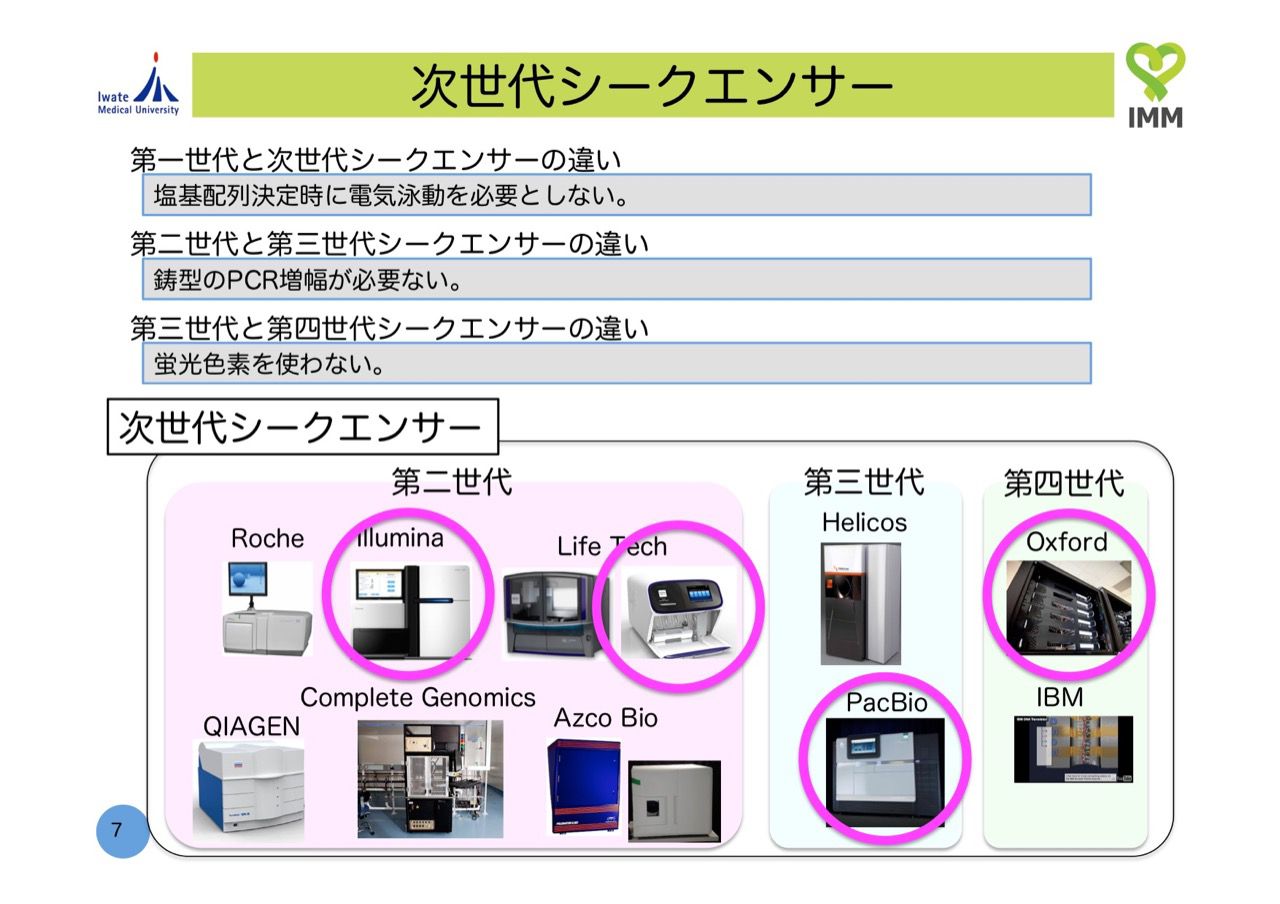 Iwate
Medical University
次世代シークエンサー
IMM
第一世代と次世代シークエンサーの違い
塩基配列決定時に電気泳動を必要としない。
第二世代と第三世代シークエンサーの違い
鋳型のPCR増幅が必要ない。
第三世代と第四世代シークエンサーの違い
蛍光色素を使わない。
次世代シークエンサー
第二世代
第三世代
第四世代
Roche
Illumina
Life Tech
Helicos
Oxford
QIAGEN
Complete Genomics
Azco Bio
PacBio
IBM
7